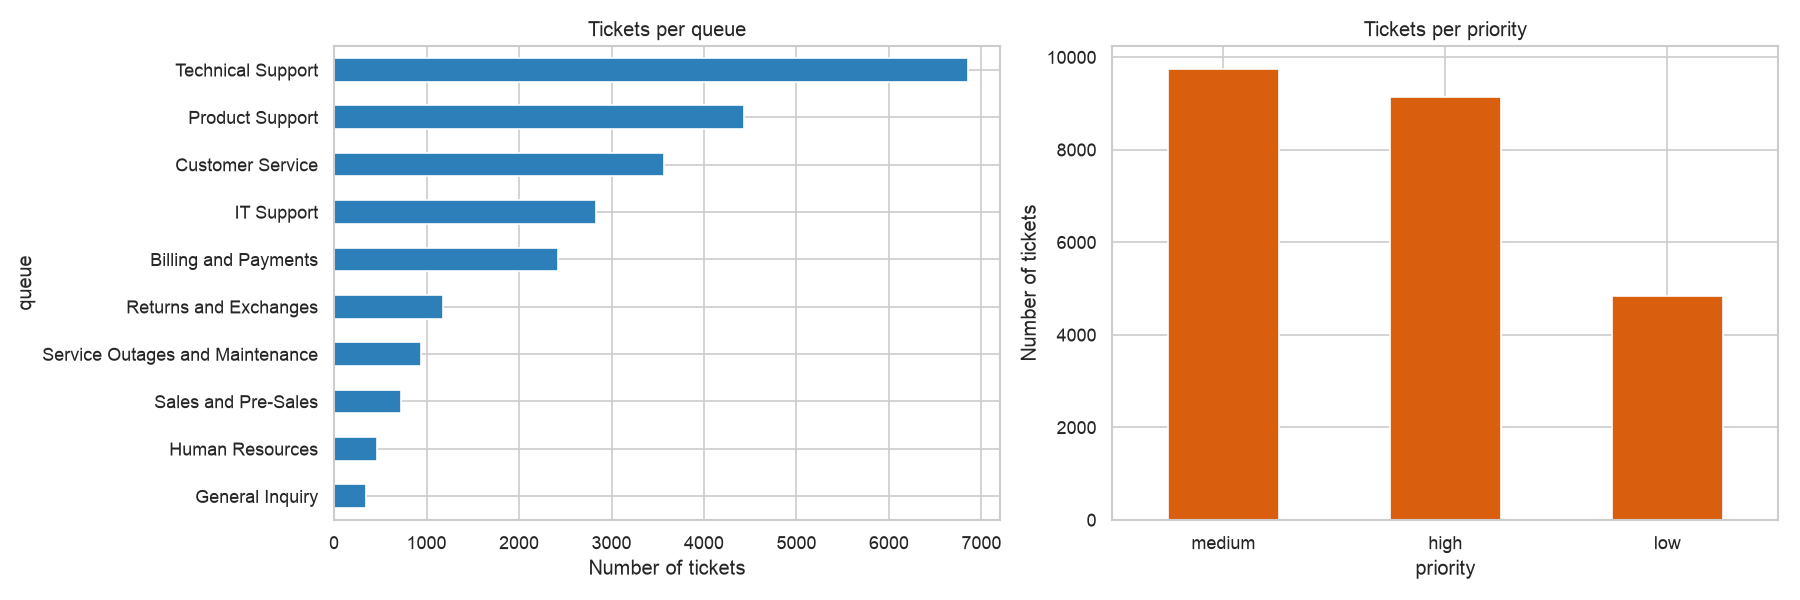 Tickets per queue
queue
Technical Support
Product Support
Customer Service
IT Support
Billing and Payments
Returns and Exchanges
Service Outages and Maintenance
Sales and Pre-Sales
Human Resources
General Inquiry
0 1000 2000 3000 4000 5000 6000 7000
Number of tickets
Tickets per priority
Number of tickets
10000
8000
6000
4000
2000
0
medium high low
priority